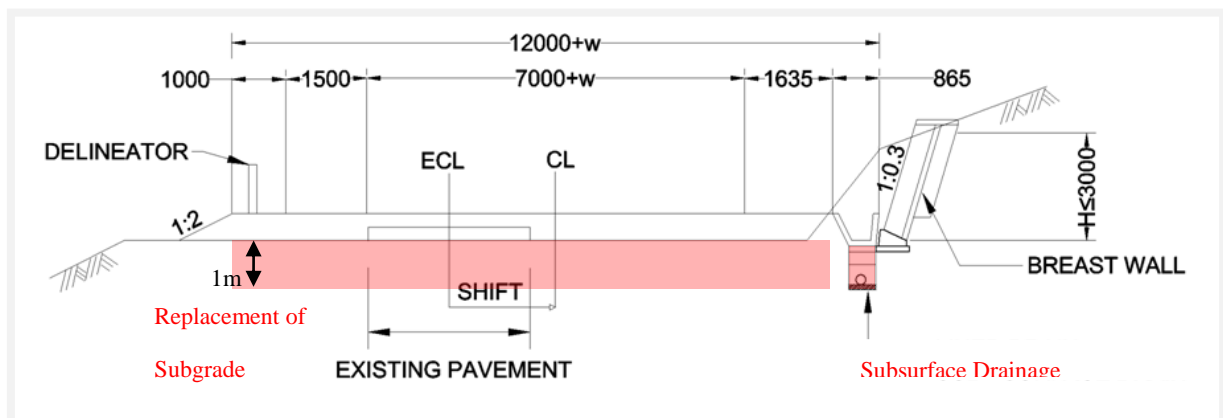 12000+w
1000
1500
7000+w
1635
865
DELINEATOR
ECL
CL
1:0.3
H≤3000
1:2
1m
SHIFT
BREAST WALL
Replacement of
Subgrade
EXISTING PAVEMENT
Subsurface Drainage